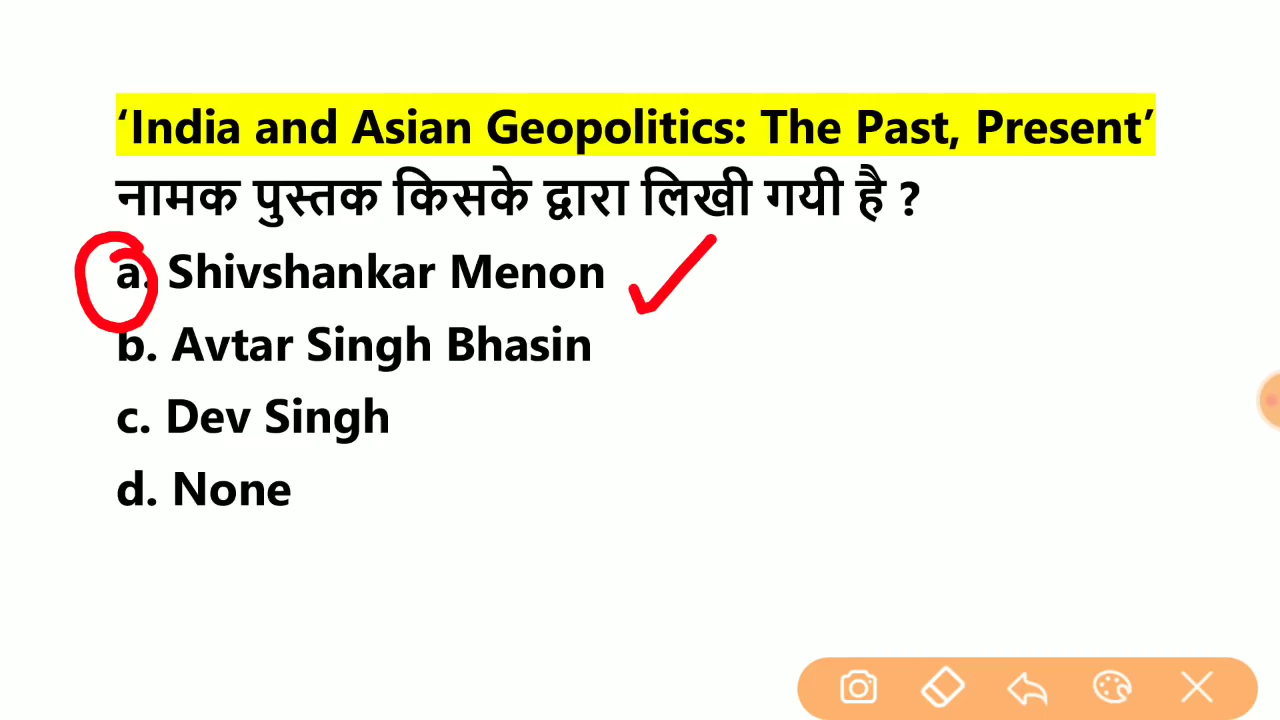 ‘India and Asian Geopolitics: The Past, Present’
नामक पुस्तक किसके द्वारा लिखी गयी है ?
a. Shivshankar Menon
b. Avtar Singh Bhasin
c. Dev Singh
d. None